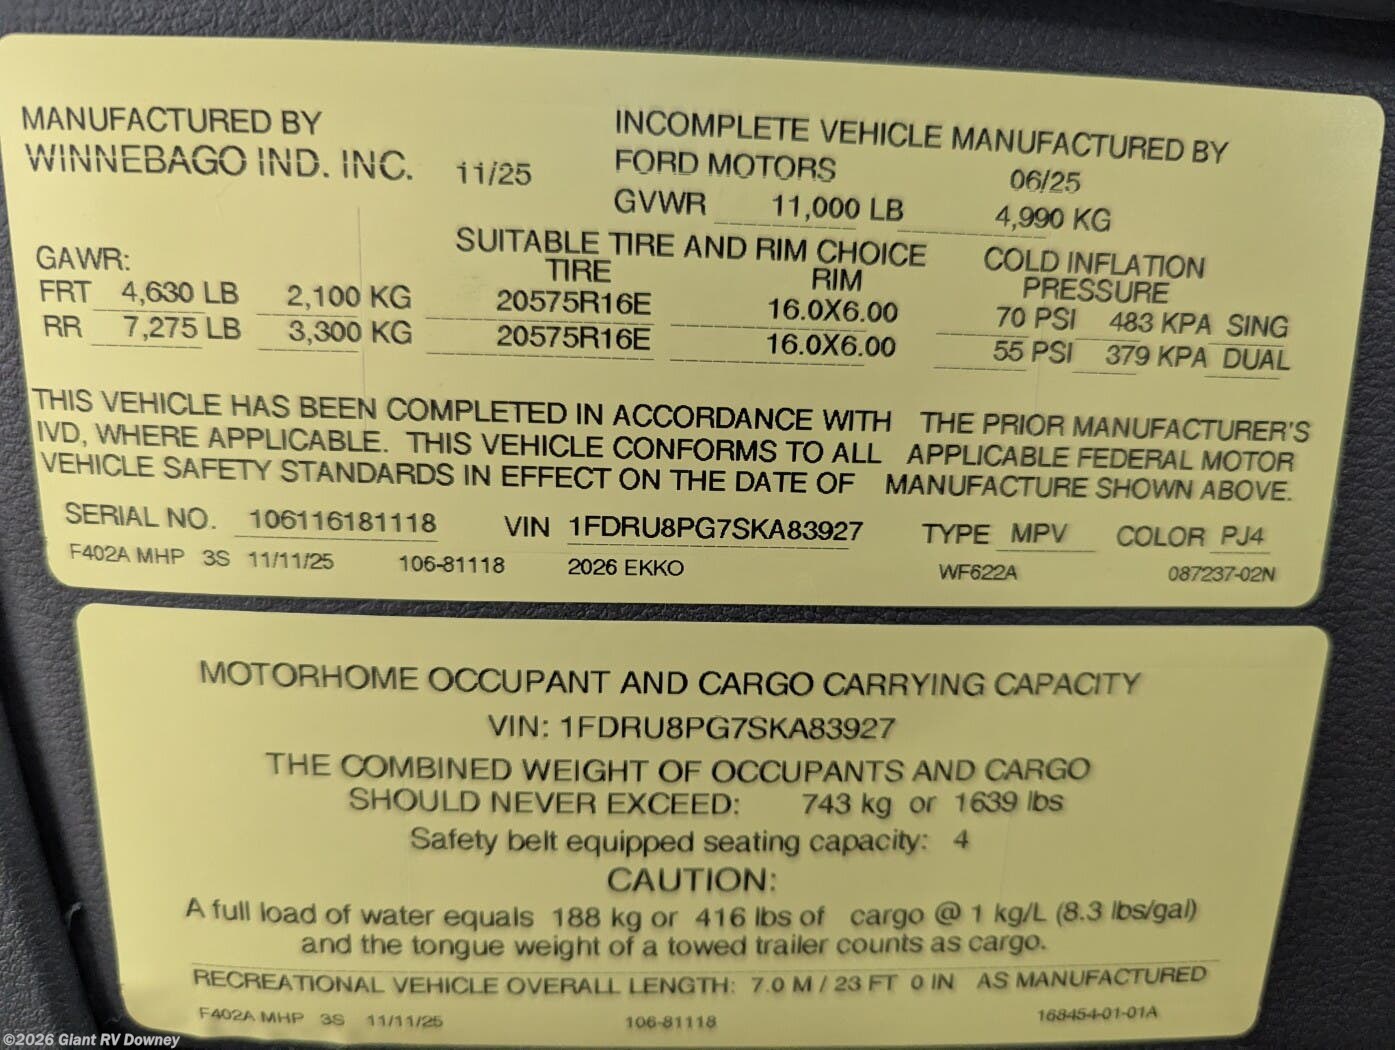 MANUFACTURED BY
WINNEBAGO IND. INC. 11/25
INCOMPLETE VEHICLE MANUFACTURED BY
FORD MOTORS 06/25
GVWR 11,000 LB 4,990 KG
GAWR: SUITABLE TIRE AND RIM CHOICE COLD INFLATION
TIRE RIM PRESSURE
FRT 4,630 LB 2,100 KG 20575R16E 16.0X6.00 70 PSI 483 KPA SING
RR 7,275 LB 3,300 KG 20575R16E 16.0X6.00 55 PSI 379 KPA DUAL
THIS VEHICLE HAS BEEN COMPLETED IN ACCORDANCE WITH THE PRIOR MANUFACTURER'S
IVD, WHERE APPLICABLE. THIS VEHICLE CONFORMS TO ALL APPLICABLE FEDERAL MOTOR
VEHICLE SAFETY STANDARDS IN EFFECT ON THE DATE OF MANUFACTURE SHOWN ABOVE.
SERIAL NO. 106116181118 VIN 1FDRU8PG7SKA83927 TYPE MPV COLOR PJ4
F402A MHP 3S 11/11/25 106-81118 2026 EKKO WF622A 087237-02N
MOTORHOME OCCUPANT AND CARGO CARRYING CAPACITY
VIN: 1FDRU8PG7SKA83927
THE COMBINED WEIGHT OF OCCUPANTS AND CARGO
SHOULD NEVER EXCEED: 743 kg or 1639 lbs
Safety belt equipped seating capacity: 4
CAUTION:
A full load of water equals 188 kg or 416 lbs of cargo @ 1 kg/L (8.3 lbs/gal)
and the tongue weight of a towed trailer counts as cargo.
RECREATIONAL VEHICLE OVERALL LENGTH: 7.0 M / 23 FT 0 IN AS MANUFACTURED
F402A MHP 3S 11/11/25 106-81118 168454-01-01A
©2026 Giant RV Downey